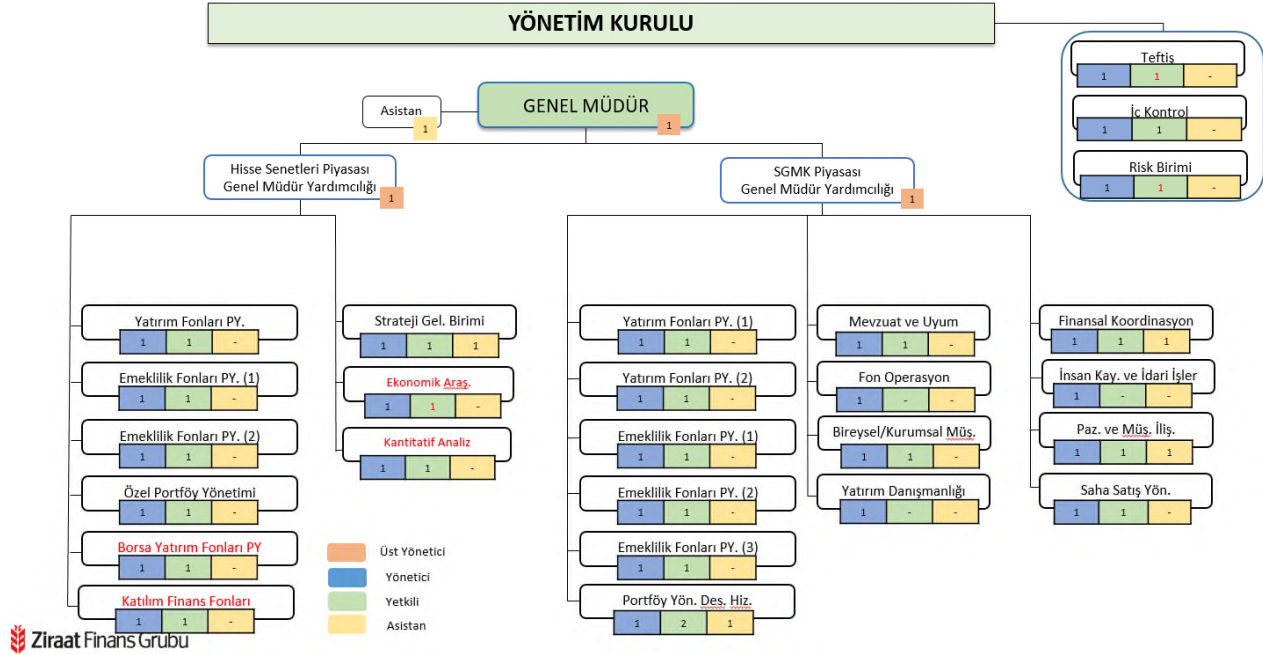 YÖNETİM KURULU
Teftiş
1 1 -
İç Kontrol
1 1 -
Risk Birimi
1 1 -
GENEL MÜDÜR
1
Asistan
1
Hisse Senetleri Piyasası
Genel Müdür Yardımcılığı
1
SGMK Piyasası
Genel Müdür Yardımcılığı
1
Yatırım Fonları PY.
1 1 -
Emeklilik Fonları PY. (1)
1 1 -
Emeklilik Fonları PY. (2)
1 1 -
Özel Portföy Yönetimi
1 1 -
Borsa Yatırım Fonları PY
1 1 -
Katılım Finans Fonları
1 1 -
Strateji Gel. Birimi
1 1 1
Ekonomik Araş.
1 1 -
Kantitatif Analiz
1 1 -
Üst Yönetici
Yönetici
Yetkili
Asistan
Yatırım Fonları PY. (1)
1 1 -
Yatırım Fonları PY. (2)
1 1 -
Emeklilik Fonları PY. (1)
1 1 -
Emeklilik Fonları PY. (2)
1 1 -
Emeklilik Fonları PY. (3)
1 1 -
Portföy Yön. Des. Hiz.
1 2 1
Mevzuat ve Uyum
1 1 -
Fon Operasyon
1 - -
Bireysel/Kurumsal Müş.
1 1 -
Yatırım Danışmanlığı
1 - -
Finansal Koordinasyon
1 1 1
İnsan Kay. ve İdari İşler
1 - -
Paz. ve Müş. İliş.
1 1 1
Saha Satış Yön.
1 1 -
Ziraat Finans Grubu